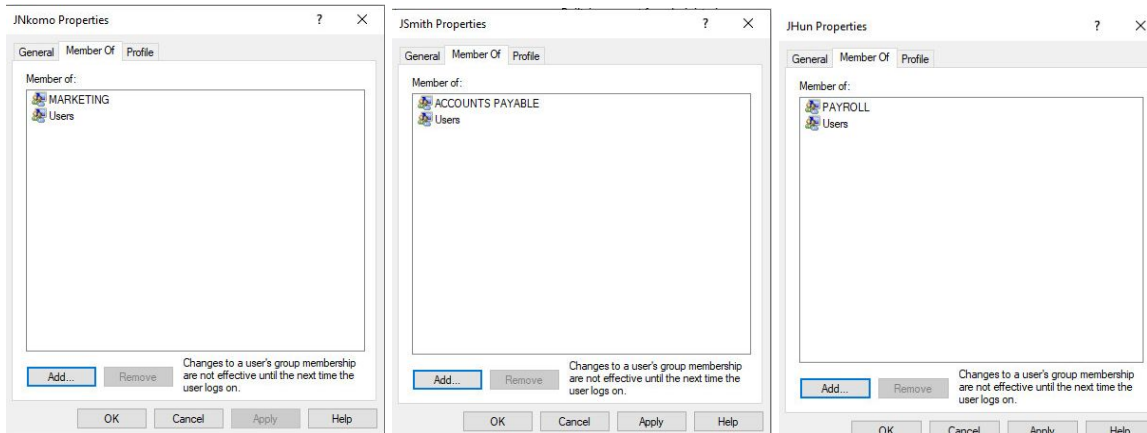 JNkomo Properties
General Member Of Profile
Member of:
MARKETING
Users
Add... Remove
Changes to a user's group membership
are not effective until the next time the
user logs on.
OK Cancel Apply Help
JSmith Properties
General Member Of Profile
Member of:
ACCOUNTS PAYABLE
Users
Add... Remove
Changes to a user's group membership
are not effective until the next time the
user logs on.
OK Cancel Apply Help
JHun Properties
General Member Of Profile
Member of:
PAYROLL
Users
Add... Remove
Changes to a user's group membership
are not effective until the next time the
user logs on.
OK Cancel Apply Help